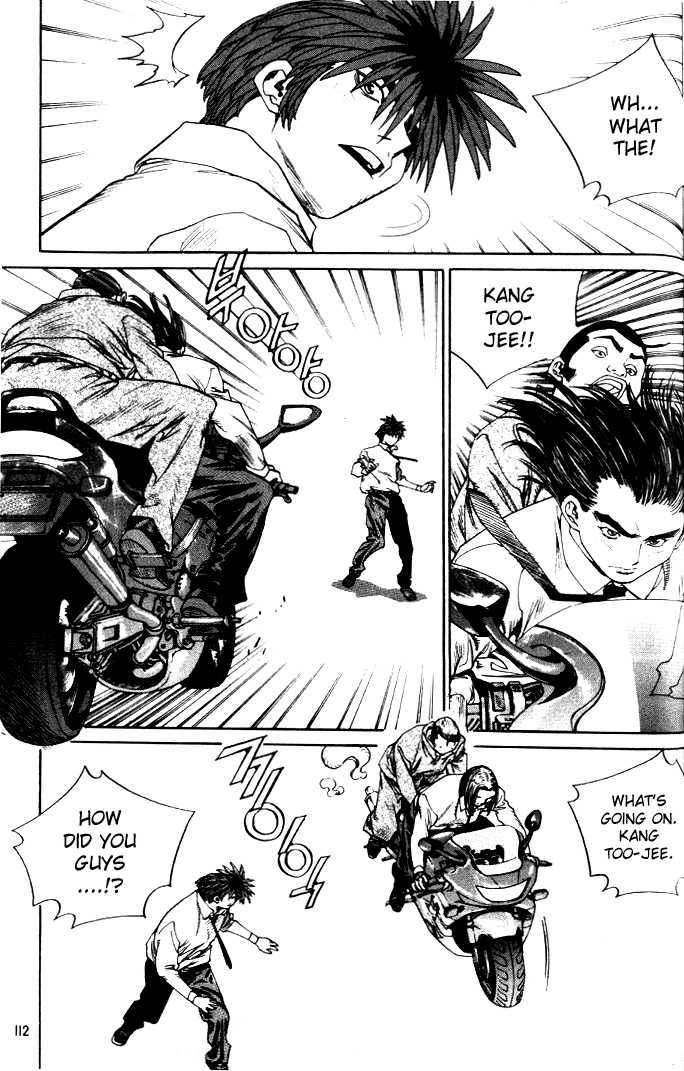 WH...
WHAT
THE!
KANG
TOO-
JEE!!
HOW
DID YOU
GUYS
....!?
WHAT'S
GOING ON.
KANG
TOO-JEE.
112